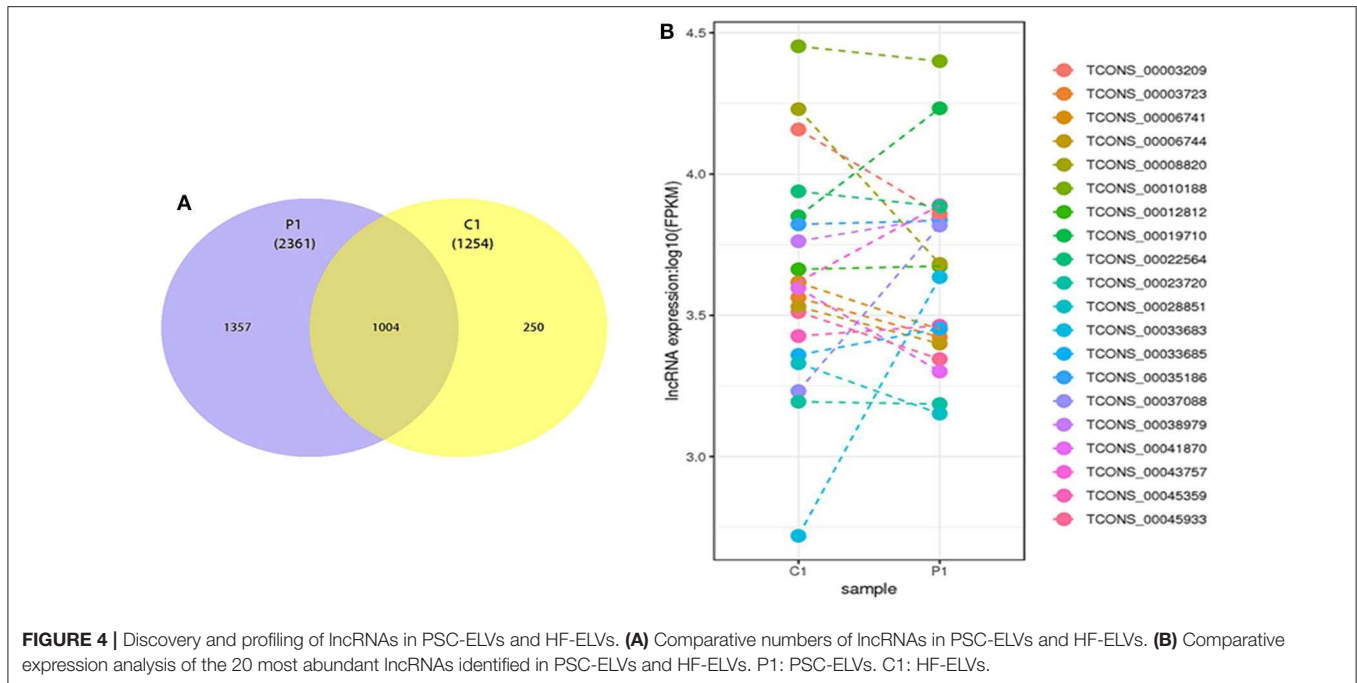 A
P1
(2361)
C1
(1254)
1357
1004
250
B
4.5
4.0
3.5
3.0
lncRNA expression:log10(FPKM)
C1
P1
sample
TCONS_00003209
TCONS_00003723
TCONS_00006741
TCONS_00006744
TCONS_00008820
TCONS_00010188
TCONS_00012812
TCONS_00019710
TCONS_00022564
TCONS_00023720
TCONS_00028851
TCONS_00033683
TCONS_00033685
TCONS_00035186
TCONS_00037088
TCONS_00038979
TCONS_00041870
TCONS_00043757
TCONS_00045359
TCONS_00045933
FIGURE 4 | Discovery and profiling of lncRNAs in PSC-ELVs and HF-ELVs. (A) Comparative numbers of lncRNAs in PSC-ELVs and HF-ELVs. (B) Comparative
expression analysis of the 20 most abundant lncRNAs identified in PSC-ELVs and HF-ELVs. P1: PSC-ELVs. C1: HF-ELVs.